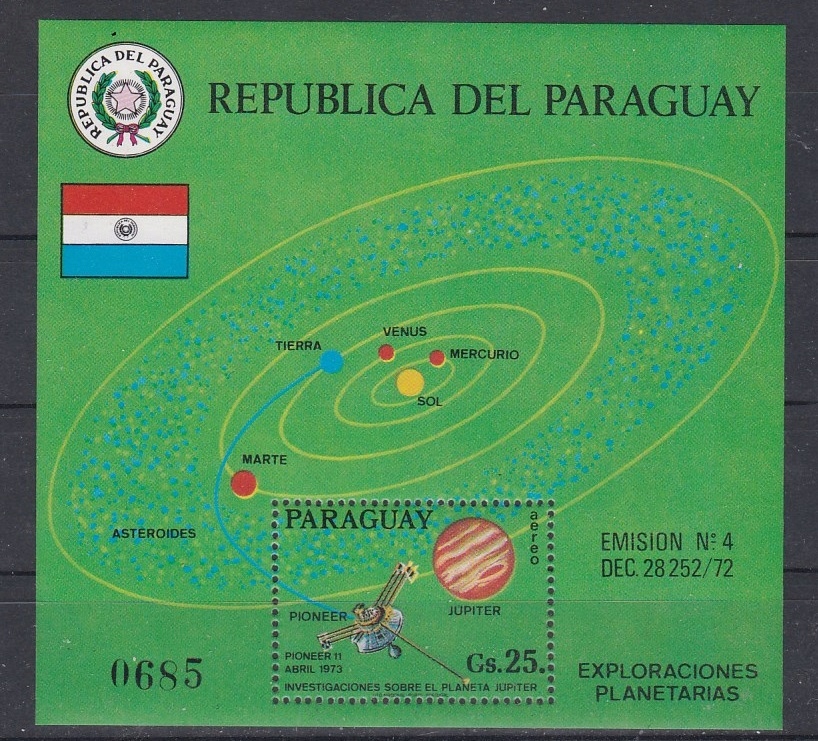 REPUBLICA DEL PARAGUAY
REPUBLICA DEL PARAGUAY
VENUS
TIERRA
MERCURIO
SOL
MARTE
ASTEROIDES
PARAGUAY
aereo
EMISION Nº 4
DEC. 28252/72
JUPITER
PIONEER
PIONEER 11
ABRIL 1973
Gs.25.
INVESTIGACIONES SOBRE EL PLANETA JUPITER
0685
EXPLORACIONES
PLANETARIAS